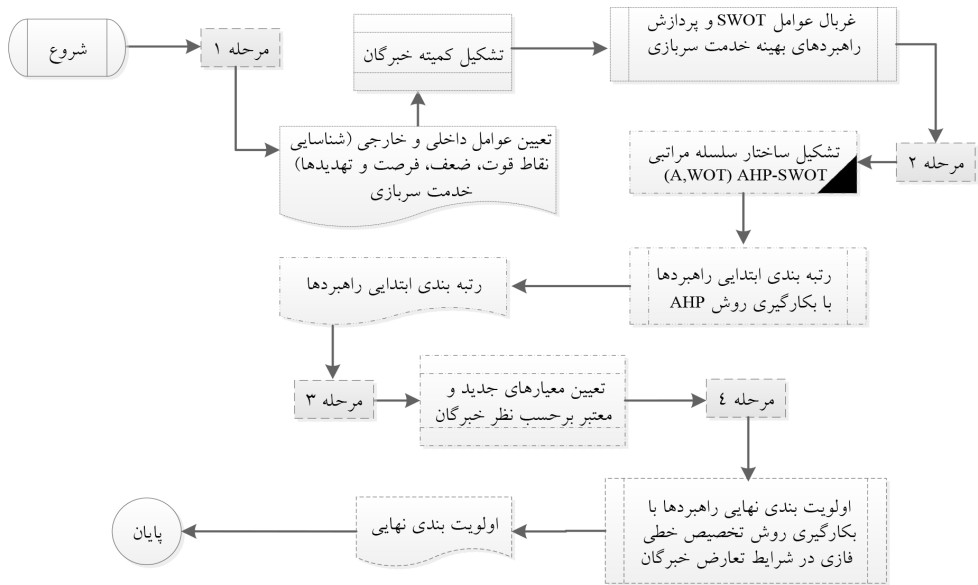 شروع
مرحله ۱
تعیین عوامل داخلی و خارجی (شناسایی
نقاط قوت، ضعف، فرصت و تهدیدها)
خدمت سربازی
تشکیل کمیته خبرگان
غربال عوامل SWOT و پردازش
راهبردهای بهینه خدمت سربازی
مرحله ۲
تشکیل ساختار سلسله مراتبی
(A,WOT) AHP-SWOT
رتبه بندی ابتدایی راهبردها
با بکارگیری روش AHP
رتبه بندی ابتدایی راهبردها
مرحله ۳
تعیین معیارهای جدید و
معتبر برحسب نظر خبرگان
مرحله ٤
اولویت بندی نهایی راهبردها با
بکارگیری روش تخصیص خطی
فازی در شرایط تعارض خبرگان
اولویت بندی نهایی
پایان